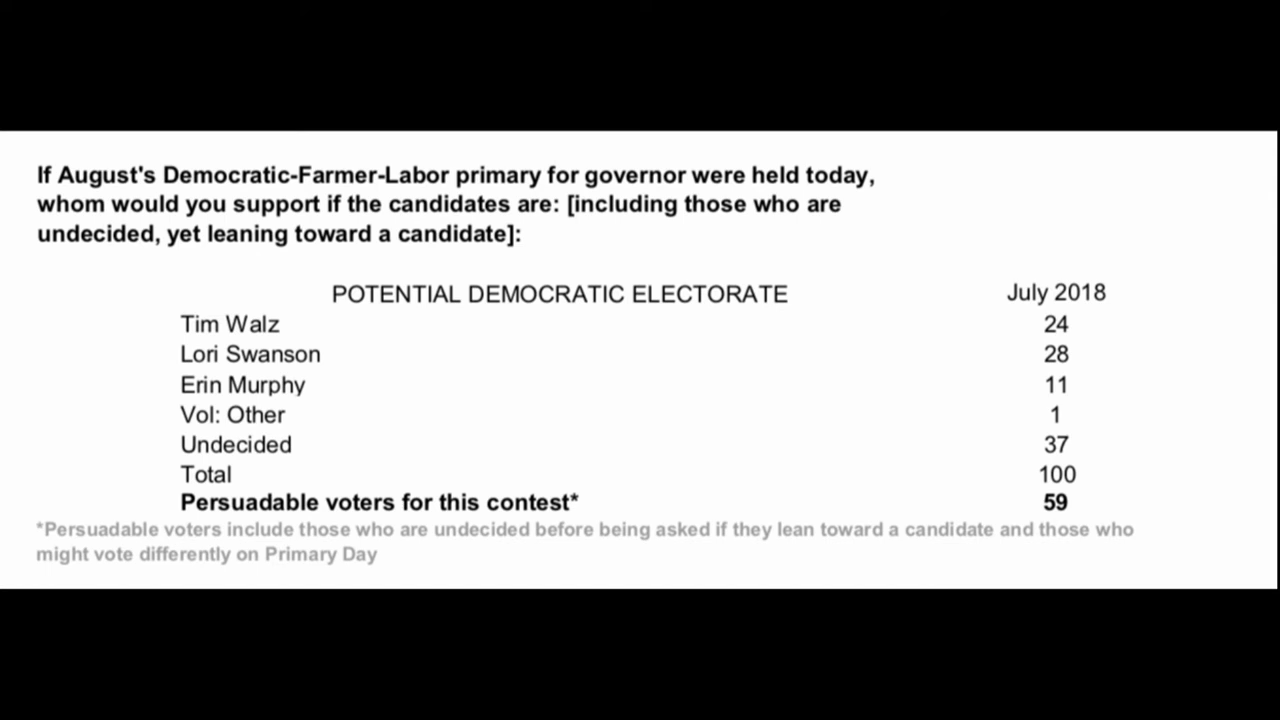 If August's Democratic-Farmer-Labor primary for governor were held today,
whom would you support if the candidates are: [including those who are
undecided, yet leaning toward a candidate]:
POTENTIAL DEMOCRATIC ELECTORATE July 2018
Tim Walz 24
Lori Swanson 28
Erin Murphy 11
Vol: Other 1
Undecided 37
Total 100
Persuadable voters for this contest* 59
*Persuadable voters include those who are undecided before being asked if they lean toward a candidate and those who
might vote differently on Primary Day